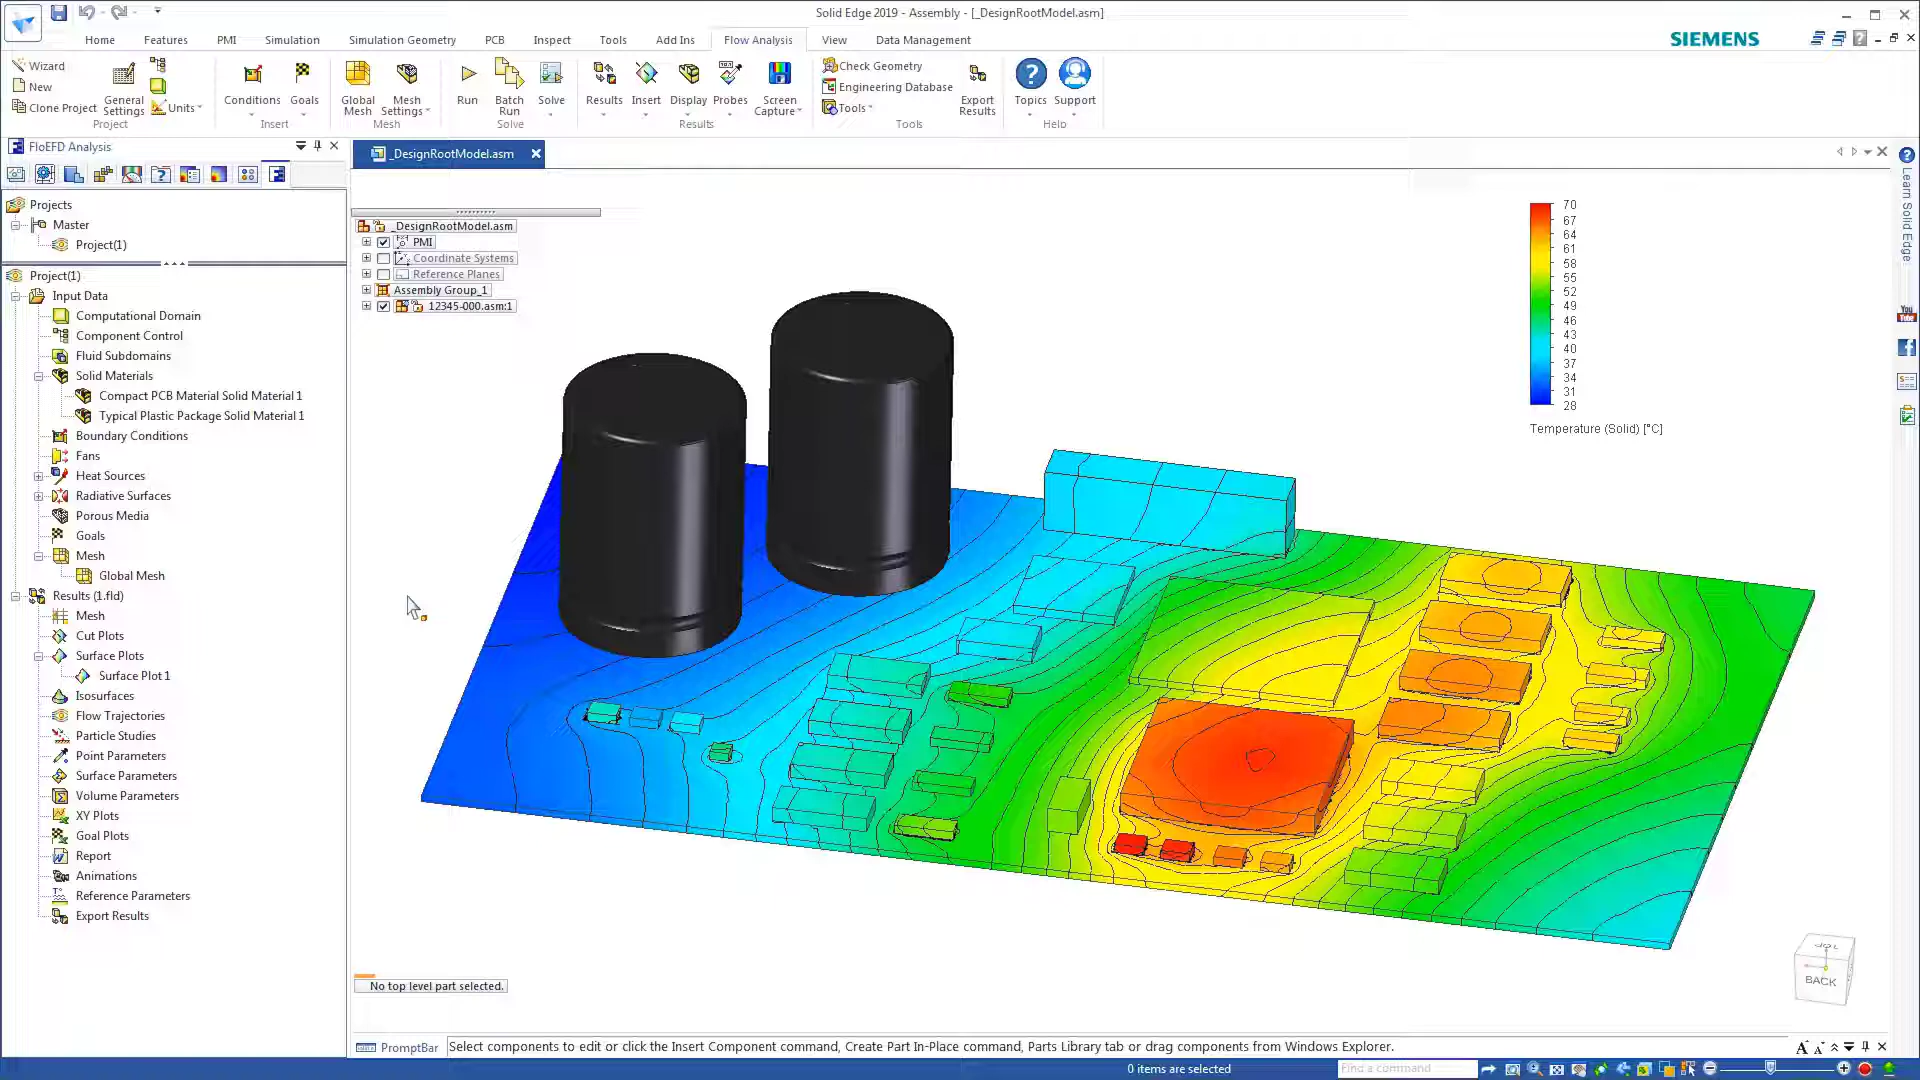 Solid Edge 2019 - Assembly - [_DesignRootModel.asm]
Home Features PMI Simulation Simulation Geometry PCB Inspect Tools Add Ins Flow Analysis View Data Management
SIEMENS
Wizard
New
Clone Project
General Settings
Units
Project
Conditions
Goals
Insert
Global Mesh
Mesh Settings
Mesh
Run
Batch Run
Solve
Solve
Results
Insert
Display
Probes
Screen Capture
Results
Check Geometry
Engineering Database
Tools
Export Results
Tools
Topics
Support
Help
FloEFD Analysis
Projects
Master
Project(1)
Project(1)
Input Data
Computational Domain
Component Control
Fluid Subdomains
Solid Materials
Compact PCB Material Solid Material 1
Typical Plastic Package Solid Material 1
Boundary Conditions
Fans
Heat Sources
Radiative Surfaces
Porous Media
Goals
Mesh
Global Mesh
Results (1.fld)
Mesh
Cut Plots
Surface Plots
Surface Plot 1
Isosurfaces
Flow Trajectories
Particle Studies
Point Parameters
Surface Parameters
Volume Parameters
XY Plots
Goal Plots
Report
Animations
Reference Parameters
Export Results
_DesignRootModel.asm
_DesignRootModel.asm
PMI
Coordinate Systems
Reference Planes
Assembly Group_1
12345-000.asm:1
70
67
64
61
58
55
52
49
46
43
40
37
34
31
28
Temperature (Solid) [°C]
Learn Solid Edge
You
TOP
BACK
No top level part selected.
PromptBar
Select components to edit or click the Insert Component command, Create Part In-Place command, Parts Library tab or drag components from Windows Explorer.
0 items are selected
Find a command